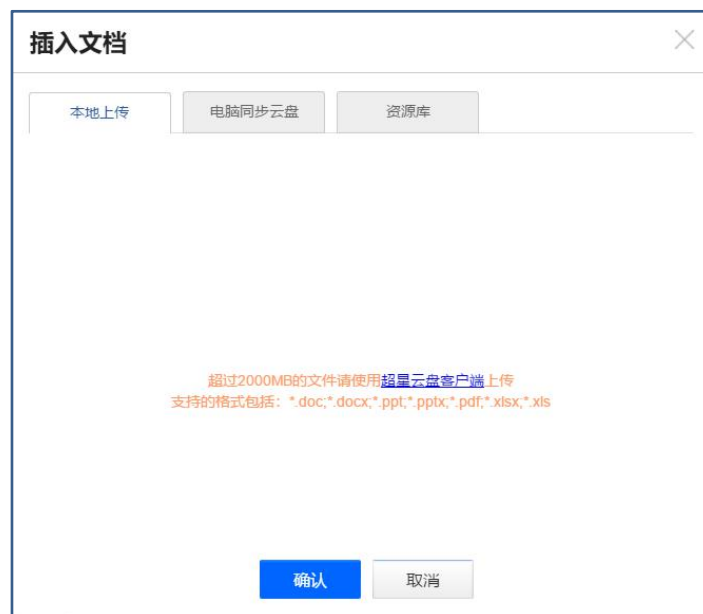 插入文档
本地上传 电脑同步云盘 资源库
超过2000MB的文件请使用超星云盘客户端上传
支持的格式包括：*.doc;*.docx;*.ppt;*.pptx;*.pdf;*.xlsx;*.xls
确认 取消